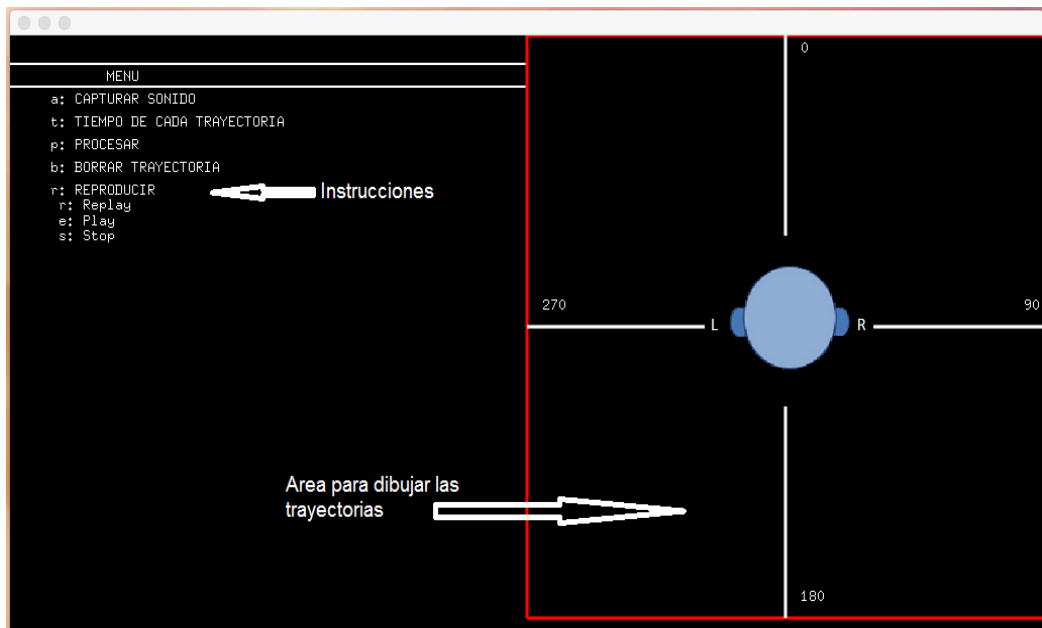 MENU
a: CAPTURAR SONIDO
t: TIEMPO DE CADA TRAYECTORIA
p: PROCESAR
b: BORRAR TRAYECTORIA
r: REPRODUCIR
r: Replay
e: Play
s: Stop
Instrucciones
Area para dibujar las
trayectorias
0
270
90
L
R
180